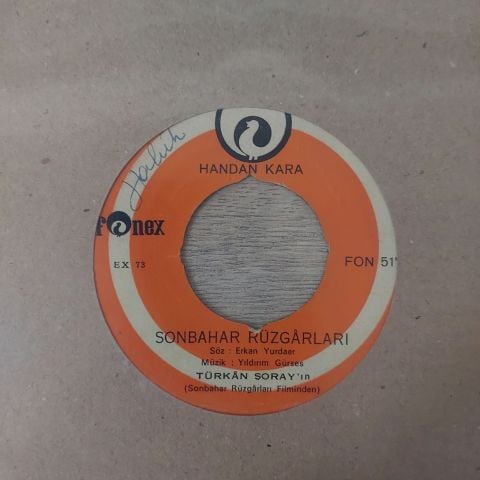 Haluk
HANDAN KARA
fonex
EX 73
FON 51
SONBAHAR RÜZGÂRLARI
Söz : Erkan Yurdaer
Müzik : Yıldırım Gürses
TÜRKÂN ŞORAY'ın
(Sonbahar Rüzgârları Filminden)